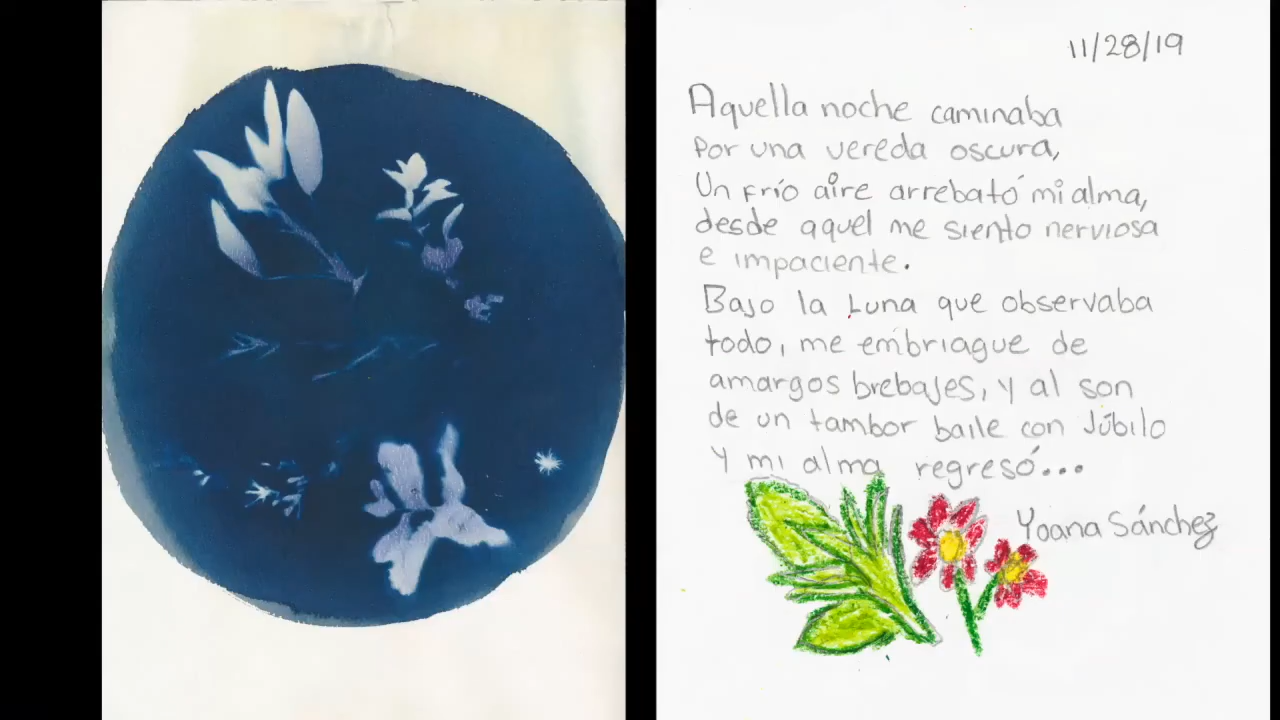 11/28/19
Aquella noche caminaba
por una vereda oscura,
Un frío aire arrebató mi alma,
desde aquel me siento nerviosa
e impaciente.
Bajo la Luna que observaba
todo, me embriague de
amargos brebajes, y al son
de un tambor baile con Júbilo
Y mi alma regresó...
Yoana Sánchez